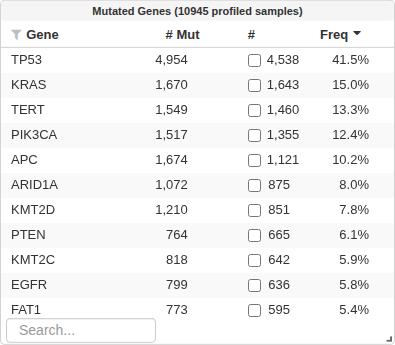 Mutated Genes (10945 profiled samples)
Gene # Mut # Freq
TP53 4,954 4,538 41.5%
KRAS 1,670 1,643 15.0%
TERT 1,549 1,460 13.3%
PIK3CA 1,517 1,355 12.4%
APC 1,674 1,121 10.2%
ARID1A 1,072 875 8.0%
KMT2D 1,210 851 7.8%
PTEN 764 665 6.1%
KMT2C 818 642 5.9%
EGFR 799 636 5.8%
FAT1 773 595 5.4%
Search...